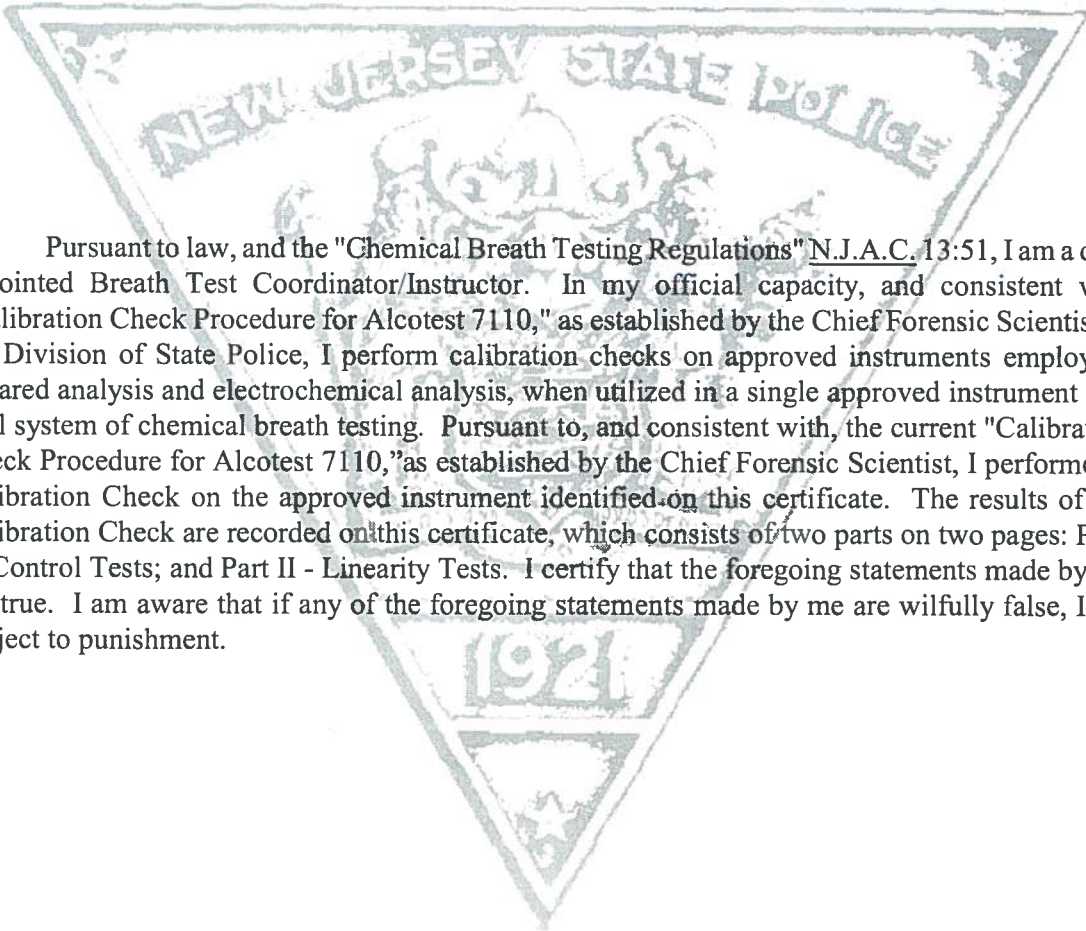 NEW JERSEY STATE POLICE
Pursuant to law, and the "Chemical Breath Testing Regulations" N.J.A.C. 13:51, I am a d
ointed Breath Test Coordinator/Instructor. In my official capacity, and consistent w
libration Check Procedure for Alcotest 7110," as established by the Chief Forensic Scientis
Division of State Police, I perform calibration checks on approved instruments employ
ared analysis and electrochemical analysis, when utilized in a single approved instrument
l system of chemical breath testing. Pursuant to, and consistent with, the current "Calibra
ck Procedure for Alcotest 7110,"as established by the Chief Forensic Scientist, I performe
ibration Check on the approved instrument identified on this certificate. The results of
ibration Check are recorded on this certificate, which consists of two parts on two pages: P
Control Tests; and Part II - Linearity Tests. I certify that the foregoing statements made by
true. I am aware that if any of the foregoing statements made by me are wilfully false, I
ject to punishment.
1921